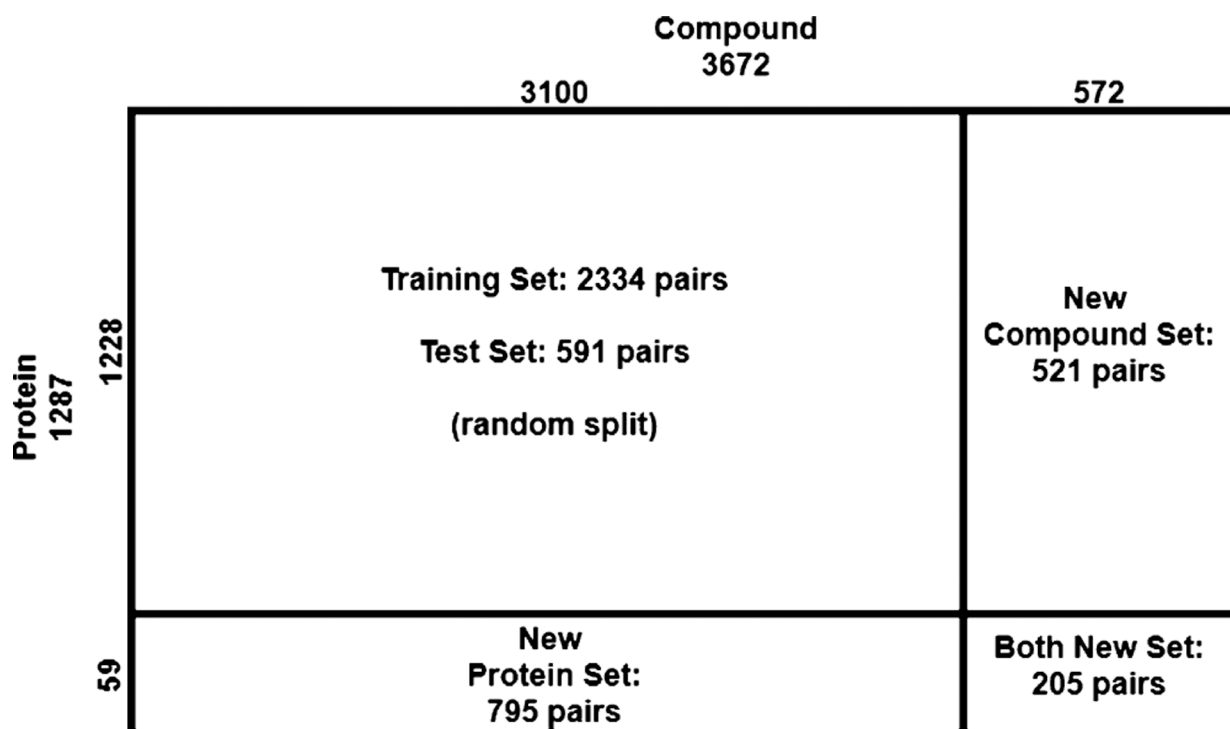 Compound
3672
3100
572
Protein
1287
1228
59
Training Set: 2334 pairs
Test Set: 591 pairs
(random split)
New
Compound Set:
521 pairs
New
Protein Set:
795 pairs
Both New Set:
205 pairs